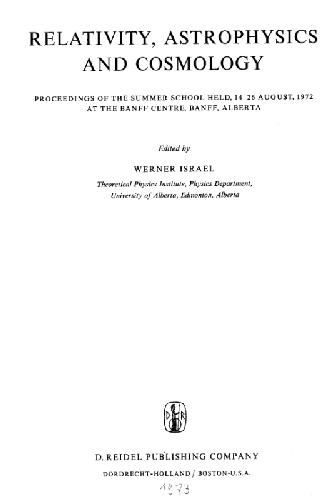 RELATIVITY, ASTROPHYSICS
AND COSMOLOGY
PROCEEDINGS OF THE SUMMER SCHOOL HELD, 14-26 AUGUST, 1972
AT THE BANFF CENTRE, BANFF, ALBERTA
Edited by
WERNER ISRAEL
Theoretical Physics Institute, Physics Department,
University of Alberta, Edmonton, Alberta
D R
D. REIDEL PUBLISHING COMPANY
DORDRECHT-HOLLAND / BOSTON-U.S.A.
1973